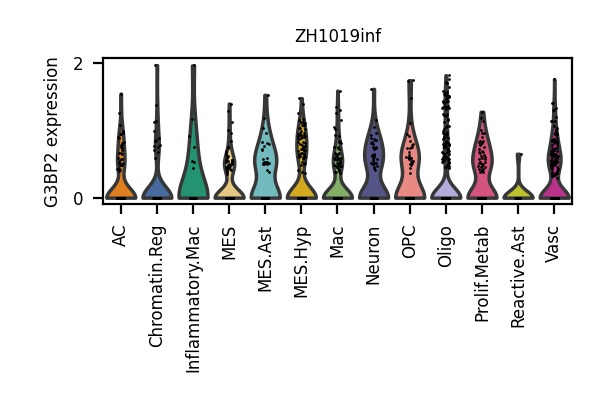 ZH1019inf
G3BP2 expression
2
0
AC
Chromatin.Reg
Inflammatory.Mac
MES
MES.Ast
MES.Hyp
Mac
Neuron
OPC
Oligo
Prolif.Metab
Reactive.Ast
Vasc